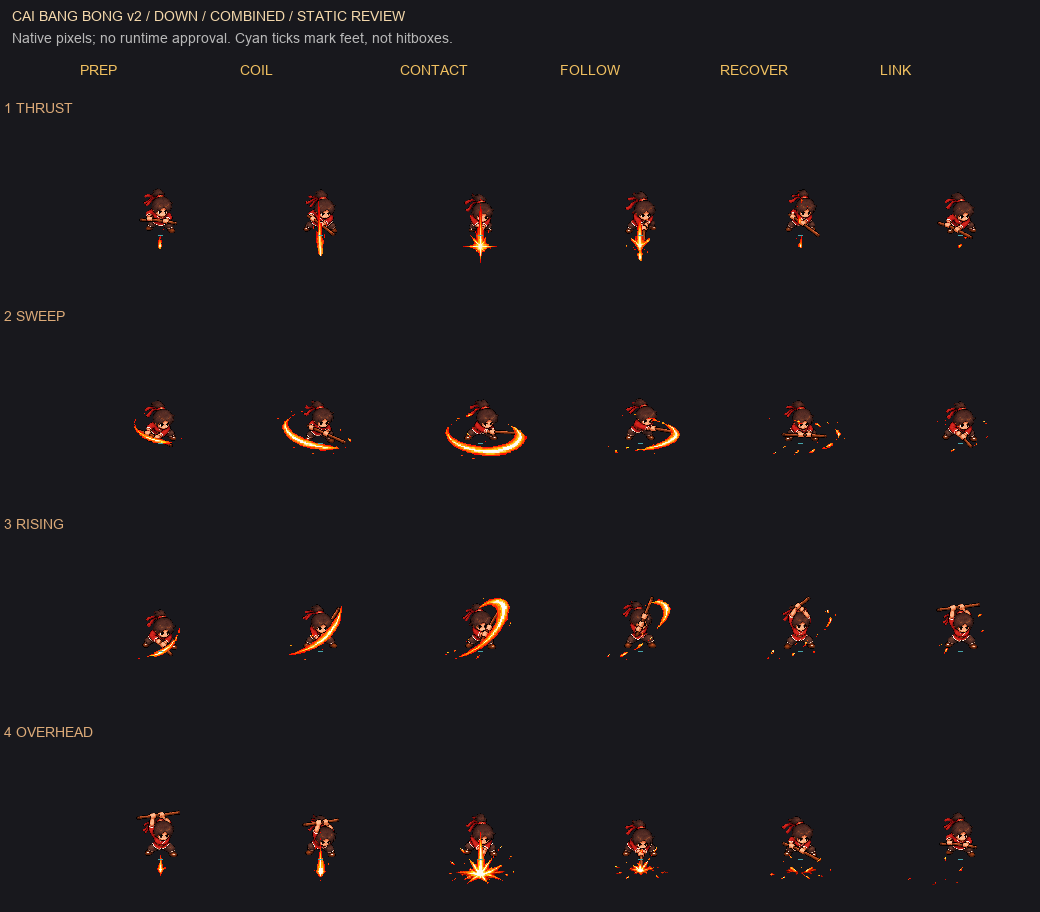 CAI BANG BONG v2 / DOWN / COMBINED / STATIC REVIEW
Native pixels; no runtime approval. Cyan ticks mark feet, not hitboxes.
PREP COIL CONTACT FOLLOW RECOVER LINK
1 THRUST
2 SWEEP
3 RISING
4 OVERHEAD